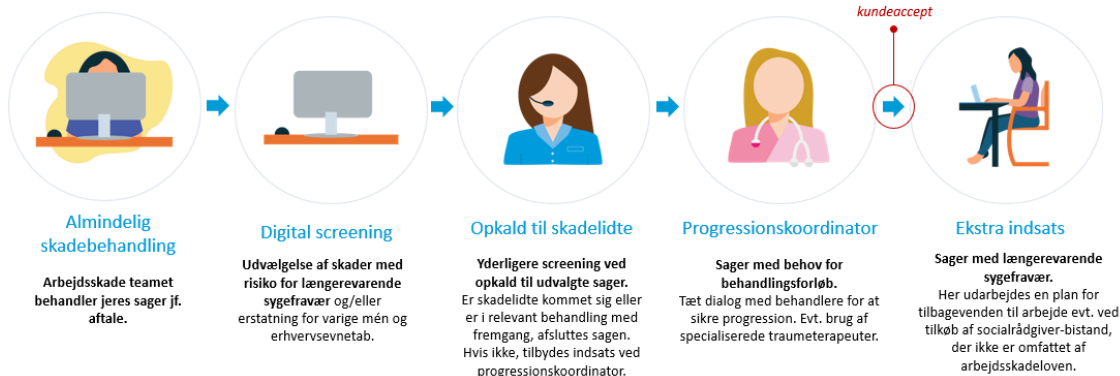 kundeaccept
Almindelig
skadebehandling
Arbejdsskade teamet
behandler jeres sager jf.
aftale.
Digital screening
Udvælgelse af skader med
risiko for længerevarende
sygefravær og/eller
erstatning for varige mén og
erhvervsevnetab.
Opkald til skadelidte
Yderligere screening ved
opkald til udvalgte sager.
Er skadelidte kommet sig eller
er i relevant behandling med
fremgang, afsluttes sagen.
Hvis ikke, tilbydes indsats ved
progressionskoordinator.
Progressionskoordinator
Sager med behov for
behandlingsforløb.
Tæt dialog med behandlere for at
sikre progression. Evt. brug af
specialiserede traumeterapeuter.
Ekstra indsats
Sager med længerevarende
sygefravær.
Her udarbejdes en plan for
tilbagevenden til arbejde evt. ved
tilkøb af socialrådgiver-bistand,
der ikke er omfattet af
arbejdsskadeloven.